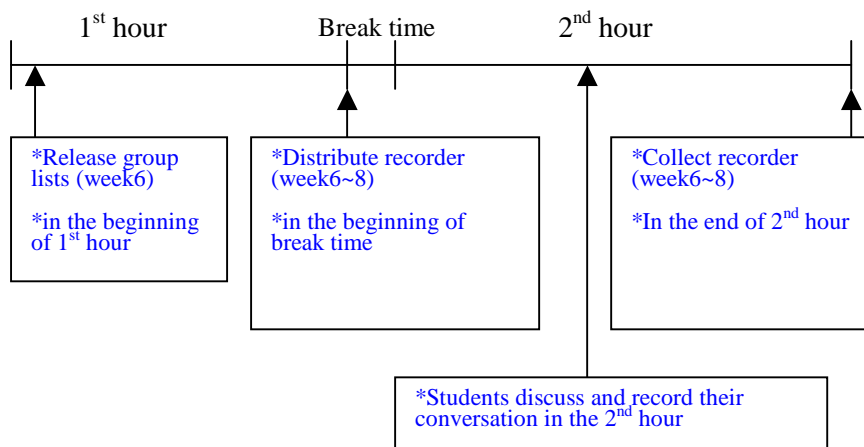 1st hour
Break time
2nd hour
*Release group
lists (week6)
*in the beginning
of 1st hour
*Distribute recorder
(week6~8)
*in the beginning of
break time
*Collect recorder
(week6~8)
*In the end of 2nd hour
*Students discuss and record their
conversation in the 2nd hour